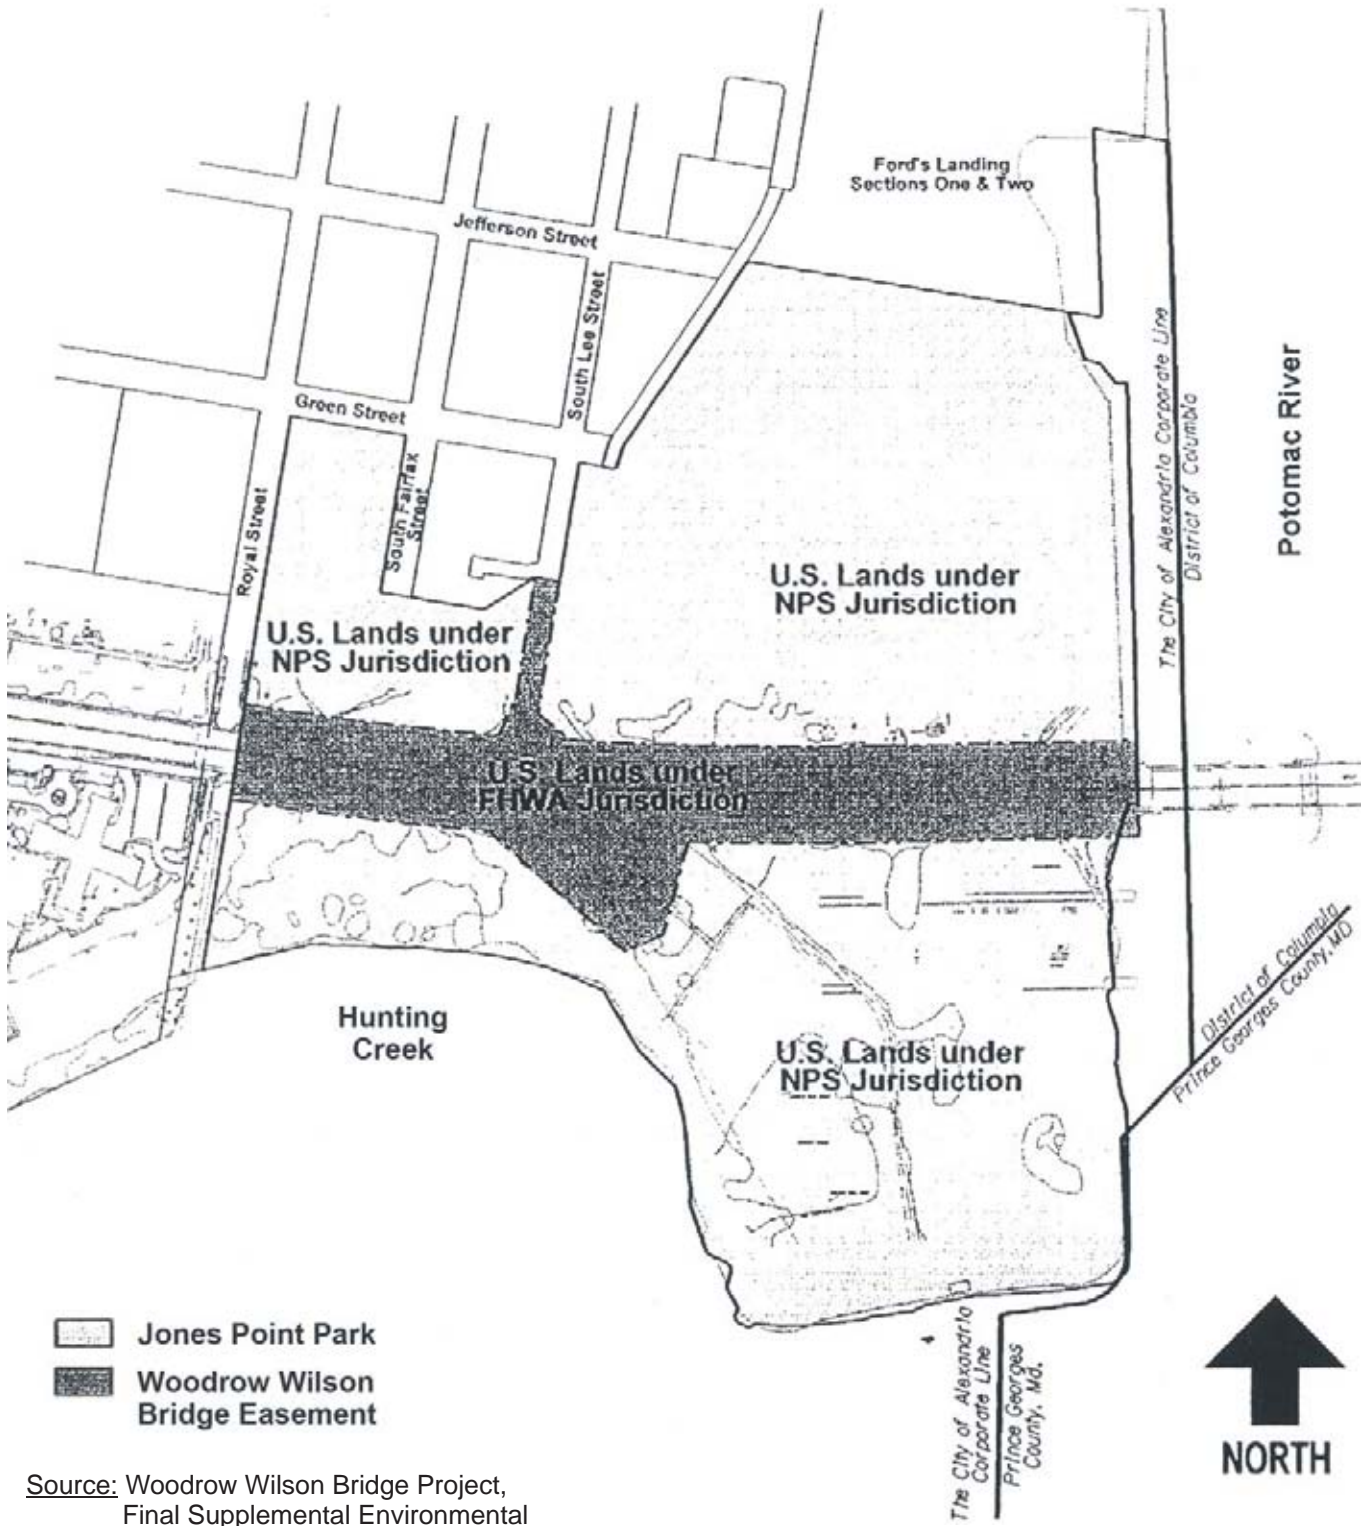 Ford's Landing
Sections One & Two
Jefferson Street
South Lee Street
Green Street
South Fairfax
Street
Royal Street
The City of Alexandria Corporate Line
District of Columbia
Potomac River
U.S. Lands under
NPS Jurisdiction
U.S. Lands under
NPS Jurisdiction
U.S. Lands under
FHWA Jurisdiction
District of Columbia
Prince Georges County, MD
Hunting
Creek
U.S. Lands under
NPS Jurisdiction
Jones Point Park
Woodrow Wilson
Bridge Easement
The City of Alexandria
Corporate Line
Prince Georges
County, Md.
NORTH
Source: Woodrow Wilson Bridge Project,
Final Supplemental Environmental